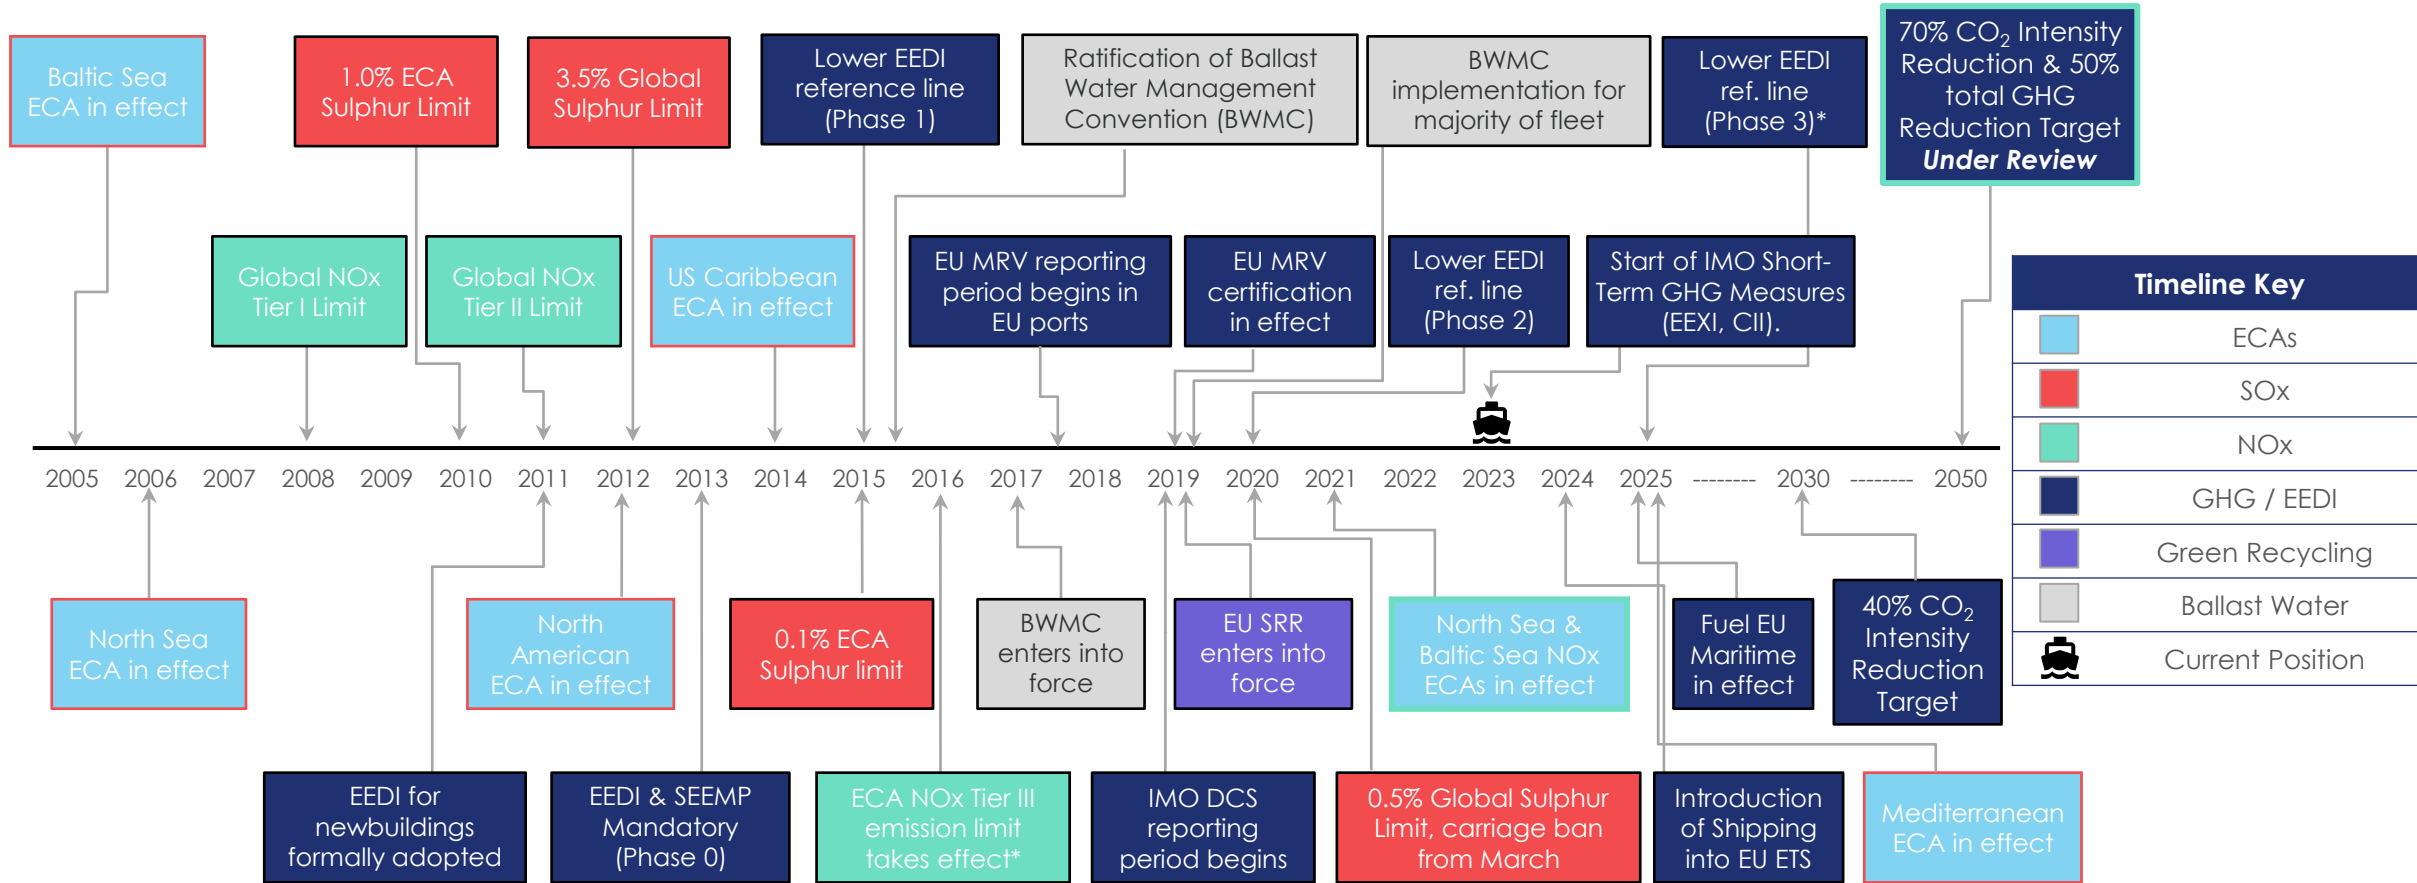 Baltic Sea
ECA in effect
1.0% ECA
Sulphur Limit
3.5% Global
Sulphur Limit
Lower EEDI
reference line
(Phase 1)
Ratification of Ballast
Water Management
Convention (BWMC)
BWMC
implementation for
majority of fleet
Lower EEDI
ref. line
(Phase 3)*
70% CO₂ Intensity
Reduction & 50%
total GHG
Reduction Target
Under Review
Global NOx
Tier I Limit
Global NOx
Tier II Limit
US Caribbean
ECA in effect
EU MRV reporting
period begins in
EU ports
EU MRV
certification
in effect
Lower EEDI
ref. line
(Phase 2)
Start of IMO Short-
Term GHG Measures
(EEXI, CII).
2005 2006 2007 2008 2009 2010 2011 2012 2013 2014 2015 2016 2017 2018 2019 2020 2021 2022 2023 2024 2025 -------- 2030 -------- 2050
North Sea
ECA in effect
North
American
ECA in effect
0.1% ECA
Sulphur limit
BWMC
enters into
force
EU SRR
enters into
force
North Sea &
Baltic Sea NOx
ECAs in effect
Fuel EU
Maritime
in effect
40% CO₂
Intensity
Reduction
Target
EEDI for
newbuildings
formally adopted
EEDI & SEEMP
Mandatory
(Phase 0)
ECA NOx Tier III
emission limit
takes effect*
IMO DCS
reporting
period begins
0.5% Global Sulphur
Limit, carriage ban
from March
Introduction
of Shipping
into EU ETS
Mediterranean
ECA in effect
Timeline Key
ECAs
SOx
NOx
GHG / EEDI
Green Recycling
Ballast Water
Current Position